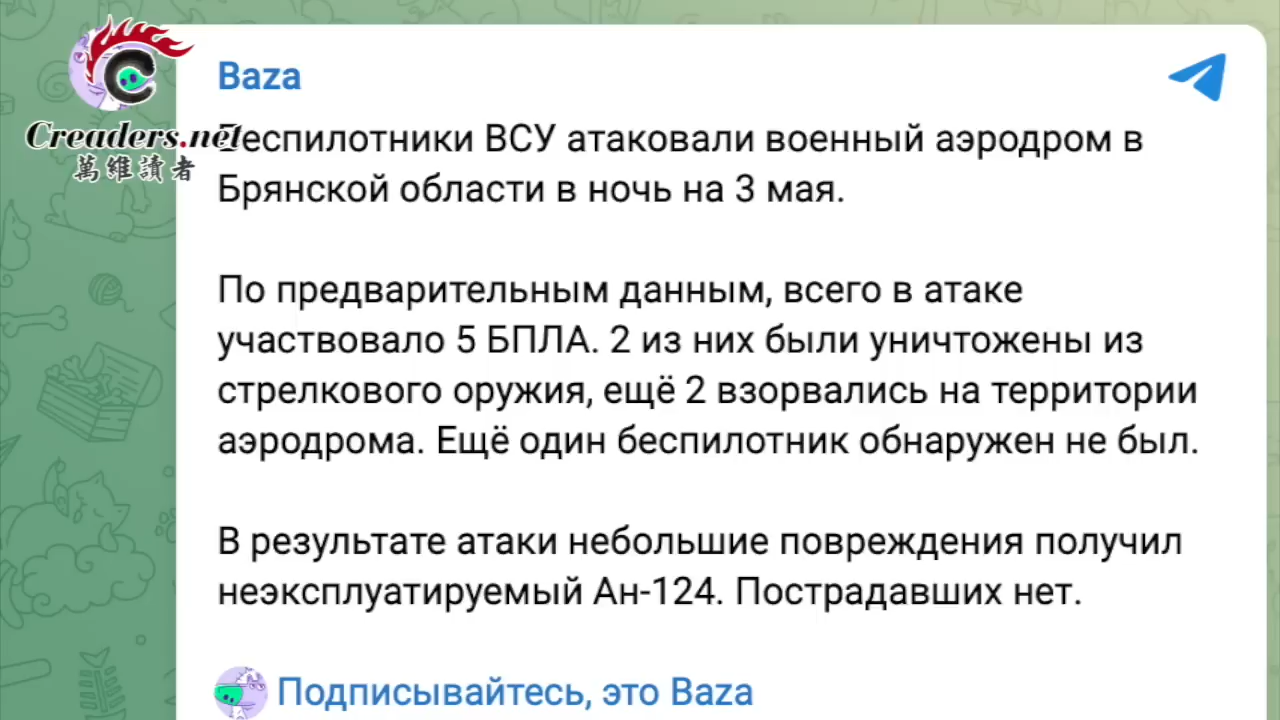 Baza
Creaders.net
萬維讀者
Беспилотники ВСУ атаковали военный аэродром в
Брянской области в ночь на 3 мая.
По предварительным данным, всего в атаке
участвовало 5 БПЛА. 2 из них были уничтожены из
стрелкового оружия, ещё 2 взорвались на территории
аэродрома. Ещё один беспилотник обнаружен не был.
В результате атаки небольшие повреждения получил
неэксплуатируемый Ан-124. Пострадавших нет.
Подписывайтесь, это Baza